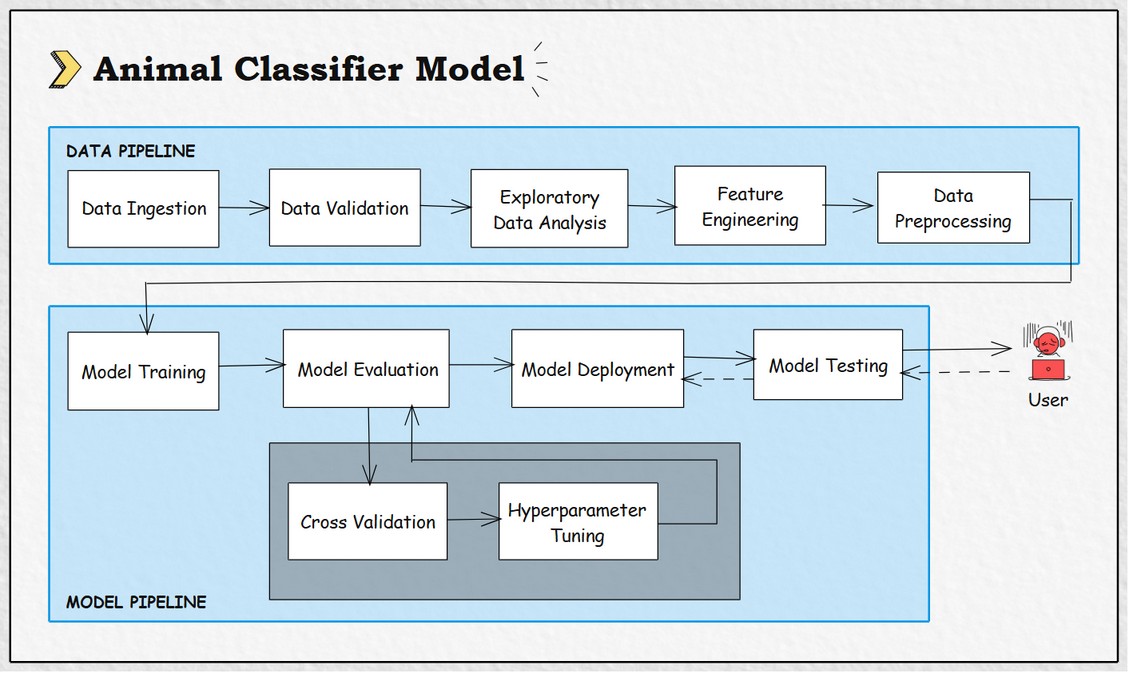 Animal Classifier Model
DATA PIPELINE
Data Ingestion
Data Validation
Exploratory
Data Analysis
Feature
Engineering
Data
Preprocessing
Model Training
Model Evaluation
Model Deployment
Model Testing
User
Cross Validation
Hyperparameter
Tuning
MODEL PIPELINE